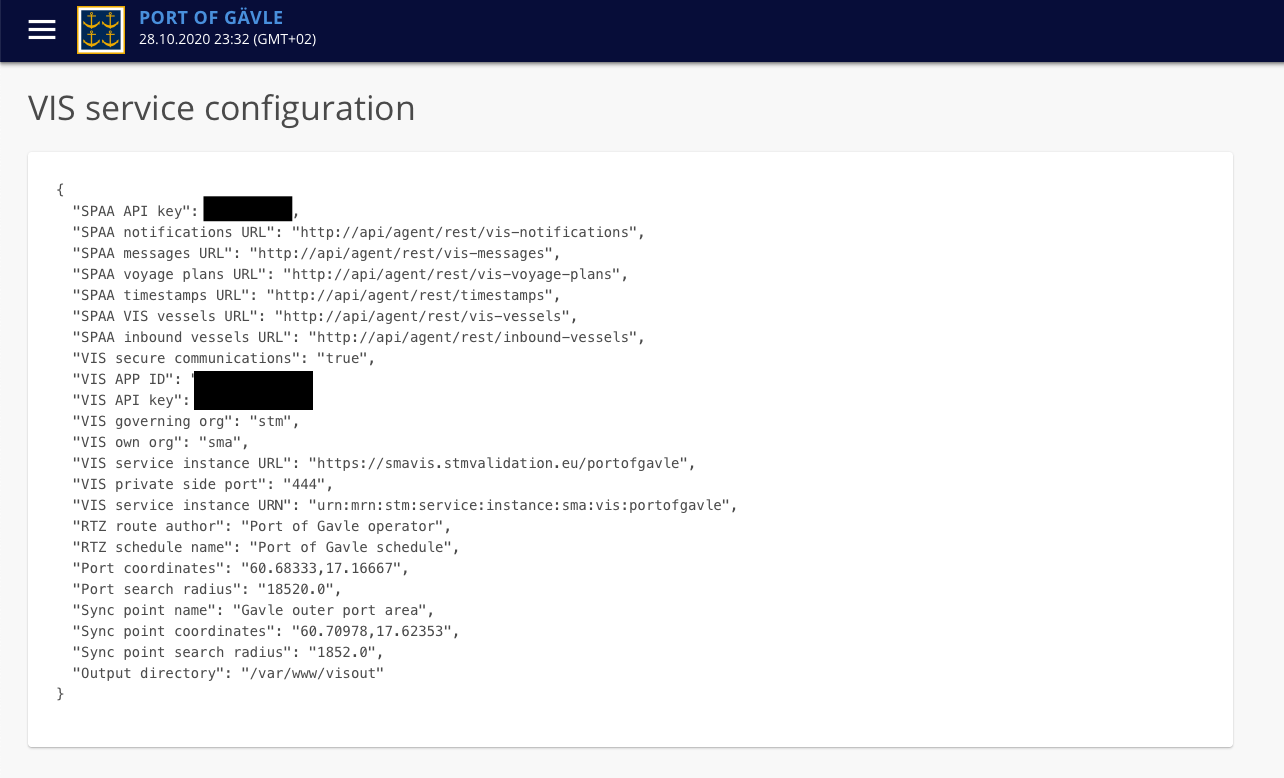 PORT OF GÄVLE
28.10.2020 23:32 (GMT+02)
VIS service configuration
{
"SPAA API key": ,
"SPAA notifications URL": "http://api/agent/rest/vis-notifications",
"SPAA messages URL": "http://api/agent/rest/vis-messages",
"SPAA voyage plans URL": "http://api/agent/rest/vis-voyage-plans",
"SPAA timestamps URL": "http://api/agent/rest/timestamps",
"SPAA VIS vessels URL": "http://api/agent/rest/vis-vessels",
"SPAA inbound vessels URL": "http://api/agent/rest/inbound-vessels",
"VIS secure communications": "true",
"VIS APP ID": "
"VIS API key":
"VIS governing org": "stm",
"VIS own org": "sma",
"VIS service instance URL": "https://smavis.stmvalidation.eu/portofgavle",
"VIS private side port": "444",
"VIS service instance URN": "urn:mrn:stm:service:instance:sma:vis:portofgavle",
"RTZ route author": "Port of Gavle operator",
"RTZ schedule name": "Port of Gavle schedule",
"Port coordinates": "60.68333,17.16667",
"Port search radius": "18520.0",
"Sync point name": "Gavle outer port area",
"Sync point coordinates": "60.70978,17.62353",
"Sync point search radius": "1852.0",
"Output directory": "/var/www/visout"
}